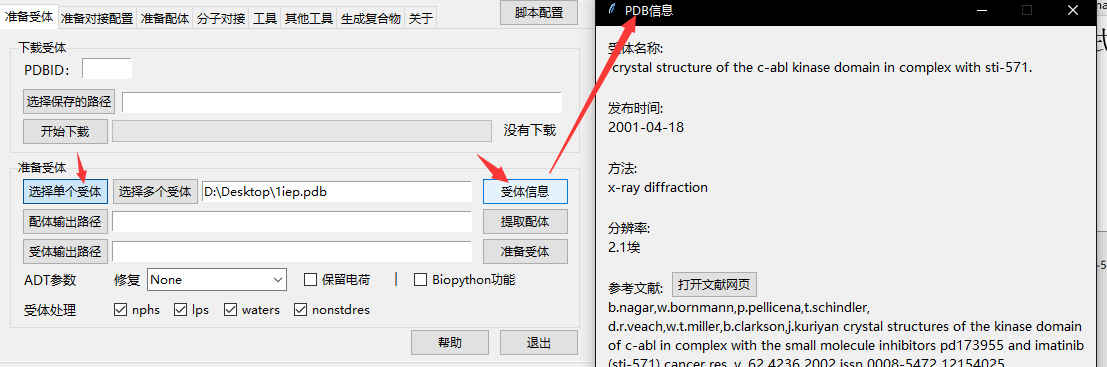 准备受体 准备对接配置 准备配体 分子对接 工具 其他工具 生成复合物 关于
脚本配置
下载受体
PDBID:
选择保存的路径
开始下载 没有下载
准备受体
选择单个受体 选择多个受体 D:\Desktop\1iep.pdb 受体信息
配体输出路径 提取配体
受体输出路径 准备受体
ADT参数 修复 None 保留电荷 | Biopython功能
受体处理 nphs lps waters nonstdres
帮助 退出
PDB信息
受体名称:
crystal structure of the c-abl kinase domain in complex with sti-571.
发布时间:
2001-04-18
方法:
x-ray diffraction
分辨率:
2.1埃
参考文献: 打开文献网页
b.nagar,w.bornmann,p.pellicena,t.schindler,
d.r.veach,w.t.miller,b.clarkson,j.kuriyan crystal structures of the kinase domain
of c-abl in complex with the small molecule inhibitors pd173955 and imatinib
(sti-571) cancer res. v. 62 4236 2002 issn 0008-5472 12154025